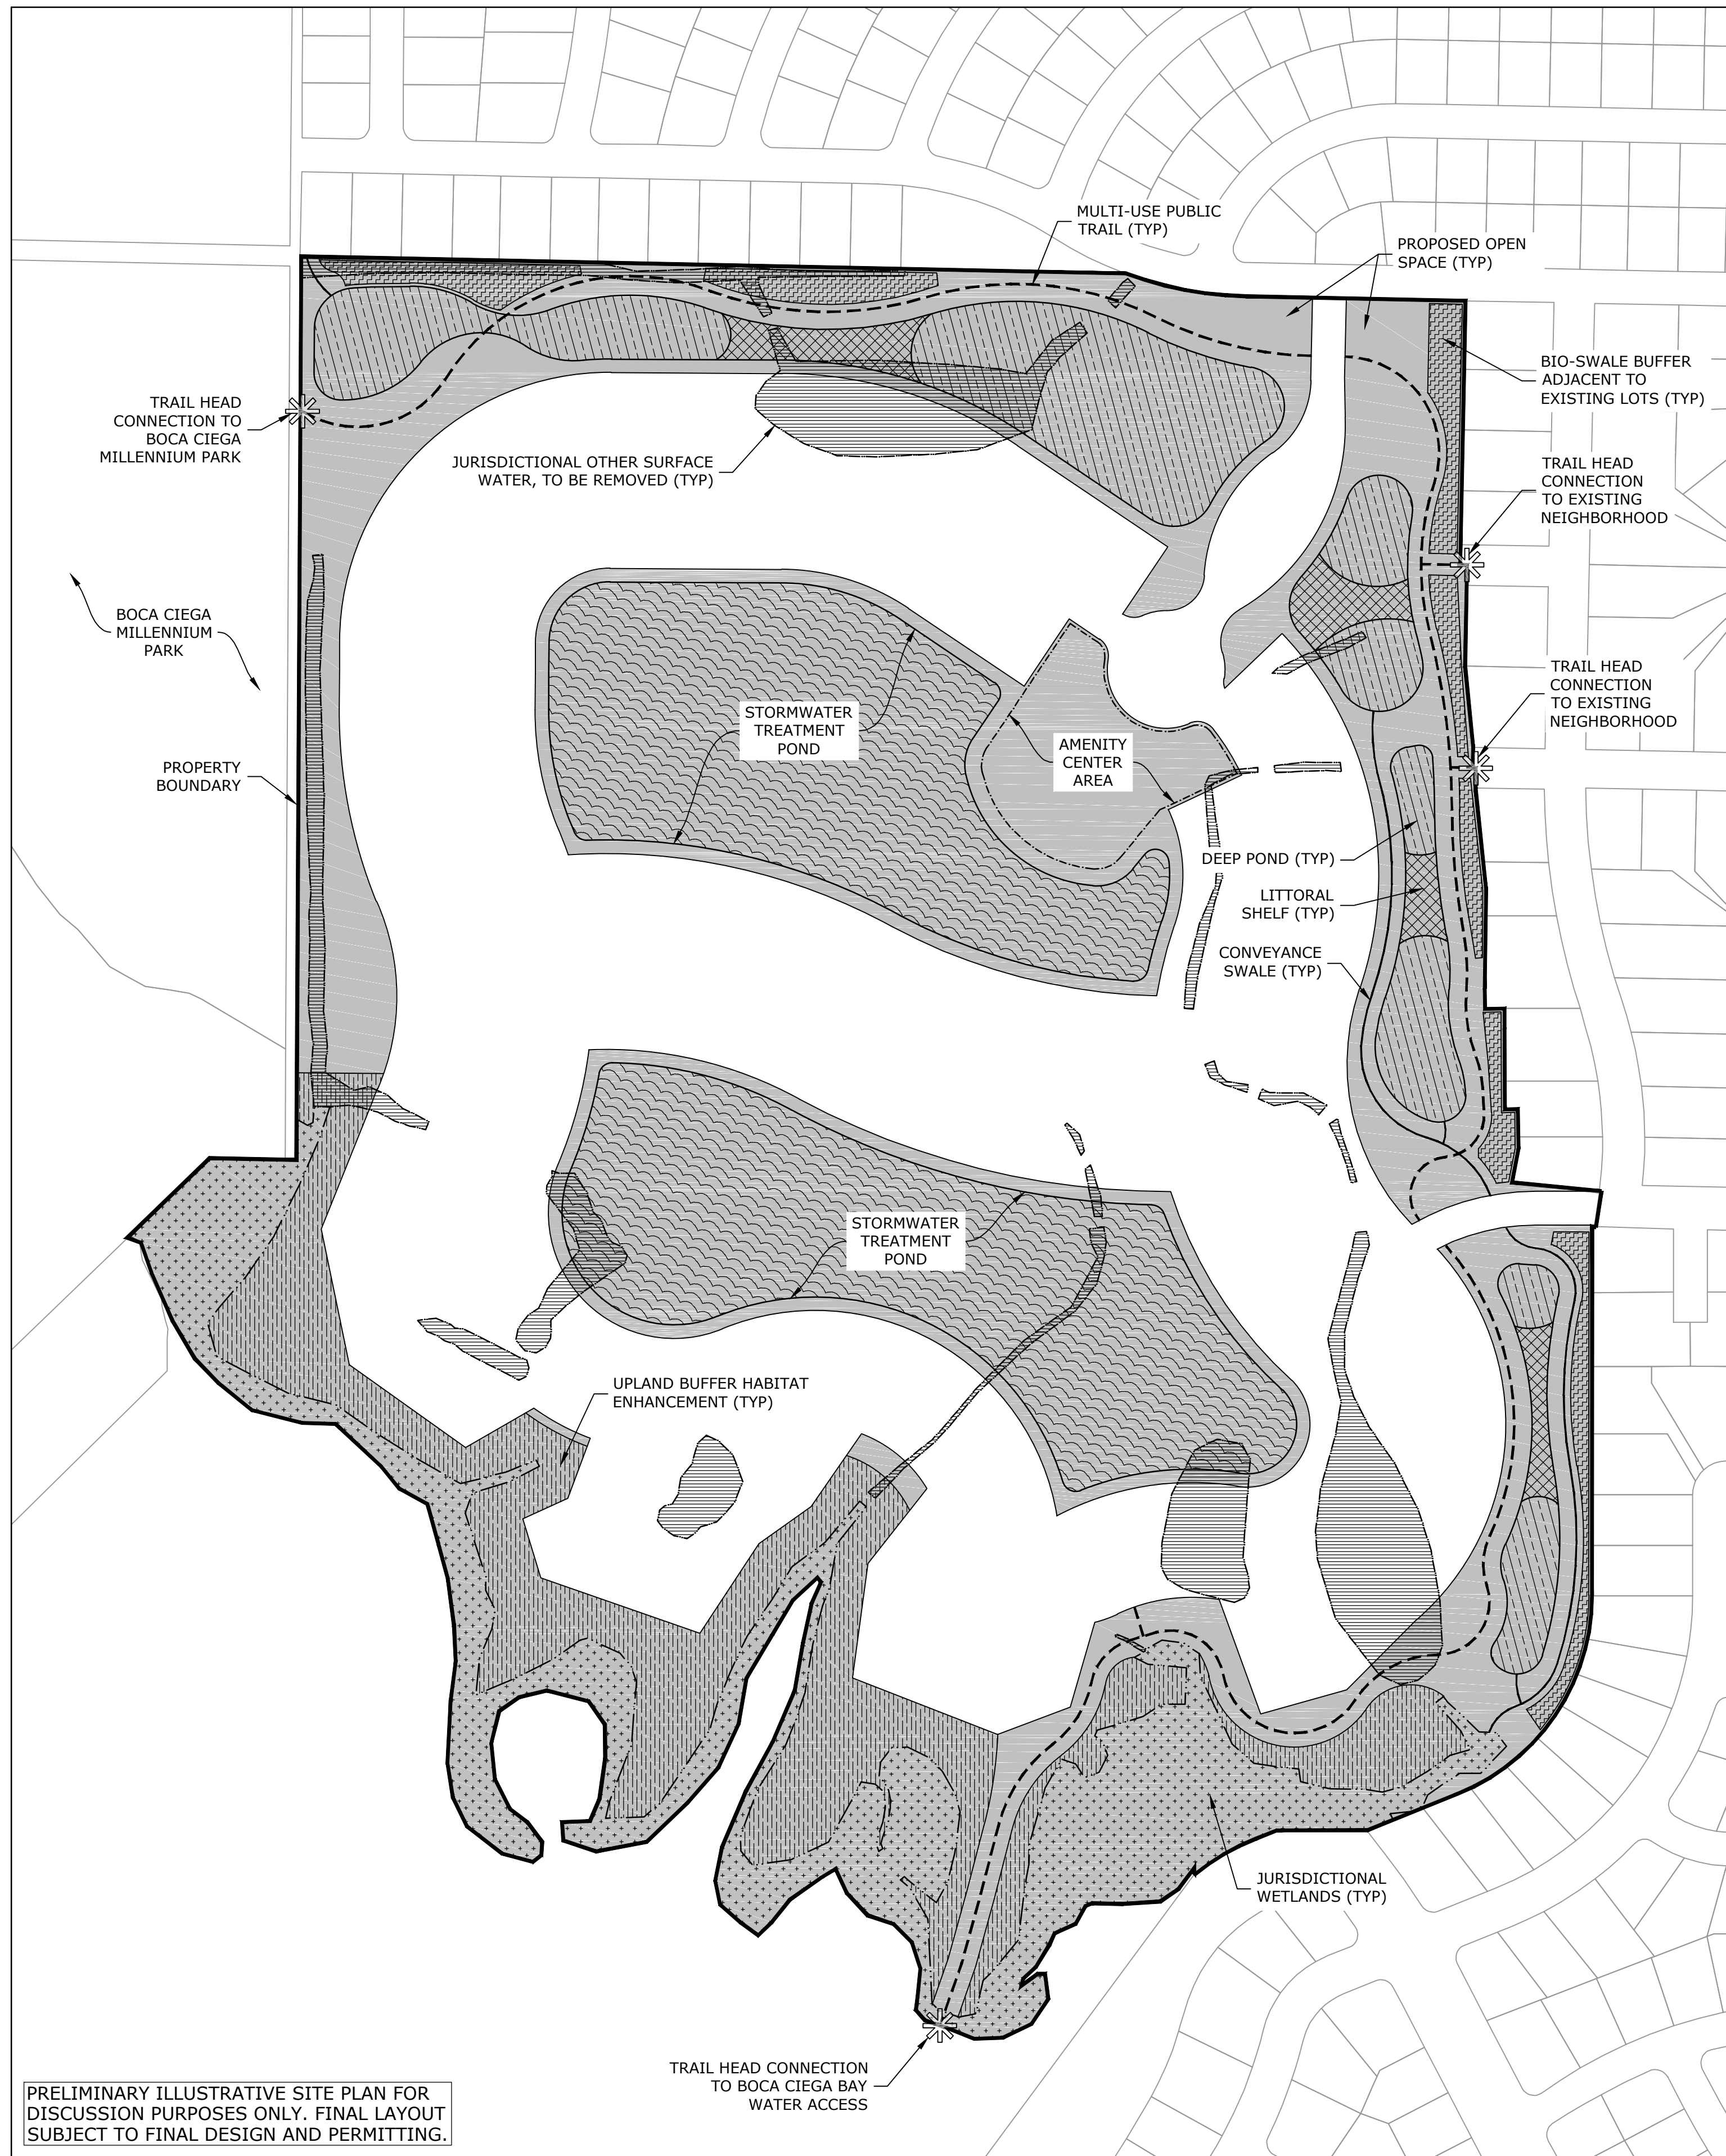 MULTI-USE PUBLIC
TRAIL (TYP)
PROPOSED OPEN
SPACE (TYP)
BIO-SWALE BUFFER
ADJACENT TO
EXISTING LOTS (TYP)
TRAIL HEAD
CONNECTION TO
BOCA CIEGA
MILLENNIUM PARK
JURISDICTIONAL OTHER SURFACE
WATER, TO BE REMOVED (TYP)
TRAIL HEAD
CONNECTION
TO EXISTING
NEIGHBORHOOD
BOCA CIEGA
MILLENNIUM
PARK
TRAIL HEAD
CONNECTION
TO EXISTING
NEIGHBORHOOD
STORMWATER
TREATMENT
POND
AMENITY
CENTER
AREA
PROPERTY
BOUNDARY
DEEP POND (TYP)
LITTORAL
SHELF (TYP)
CONVEYANCE
SWALE (TYP)
STORMWATER
TREATMENT
POND
UPLAND BUFFER HABITAT
ENHANCEMENT (TYP)
JURISDICTIONAL
WETLANDS (TYP)
TRAIL HEAD CONNECTION
TO BOCA CIEGA BAY
WATER ACCESS
PRELIMINARY ILLUSTRATIVE SITE PLAN FOR
DISCUSSION PURPOSES ONLY. FINAL LAYOUT
SUBJECT TO FINAL DESIGN AND PERMITTING.